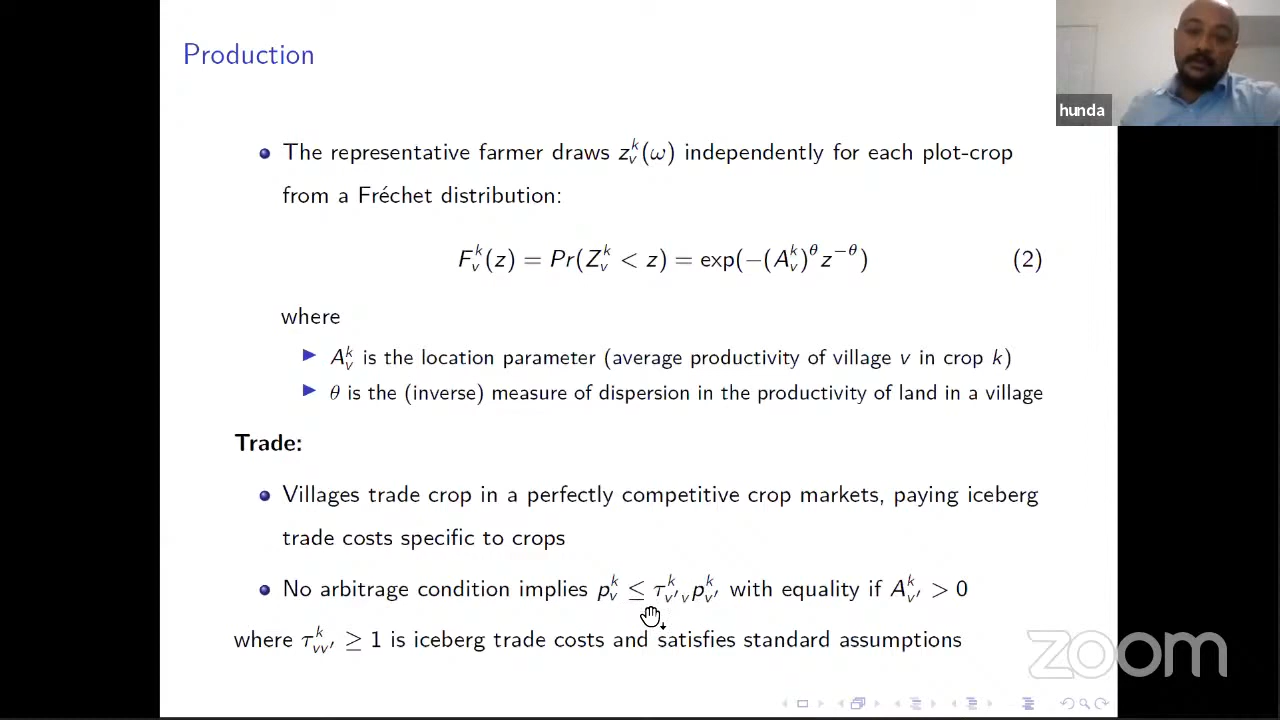 Production
hunda
The representative farmer draws z_v^k(ω) independently for each plot-crop
from a Fréchet distribution:
F_v^k(z) = Pr(Z_v^k < z) = exp(−(A_v^k)^θ z^{−θ}) (2)
where
A_v^k is the location parameter (average productivity of village v in crop k)
θ is the (inverse) measure of dispersion in the productivity of land in a village
Trade:
Villages trade crop in a perfectly competitive crop markets, paying iceberg
trade costs specific to crops
No arbitrage condition implies p_v^k ≤ τ_{v′v}^k p_{v′}^k with equality if A_{v′}^k > 0
where τ_{vv′}^k ≥ 1 is iceberg trade costs and satisfies standard assumptions
zoom